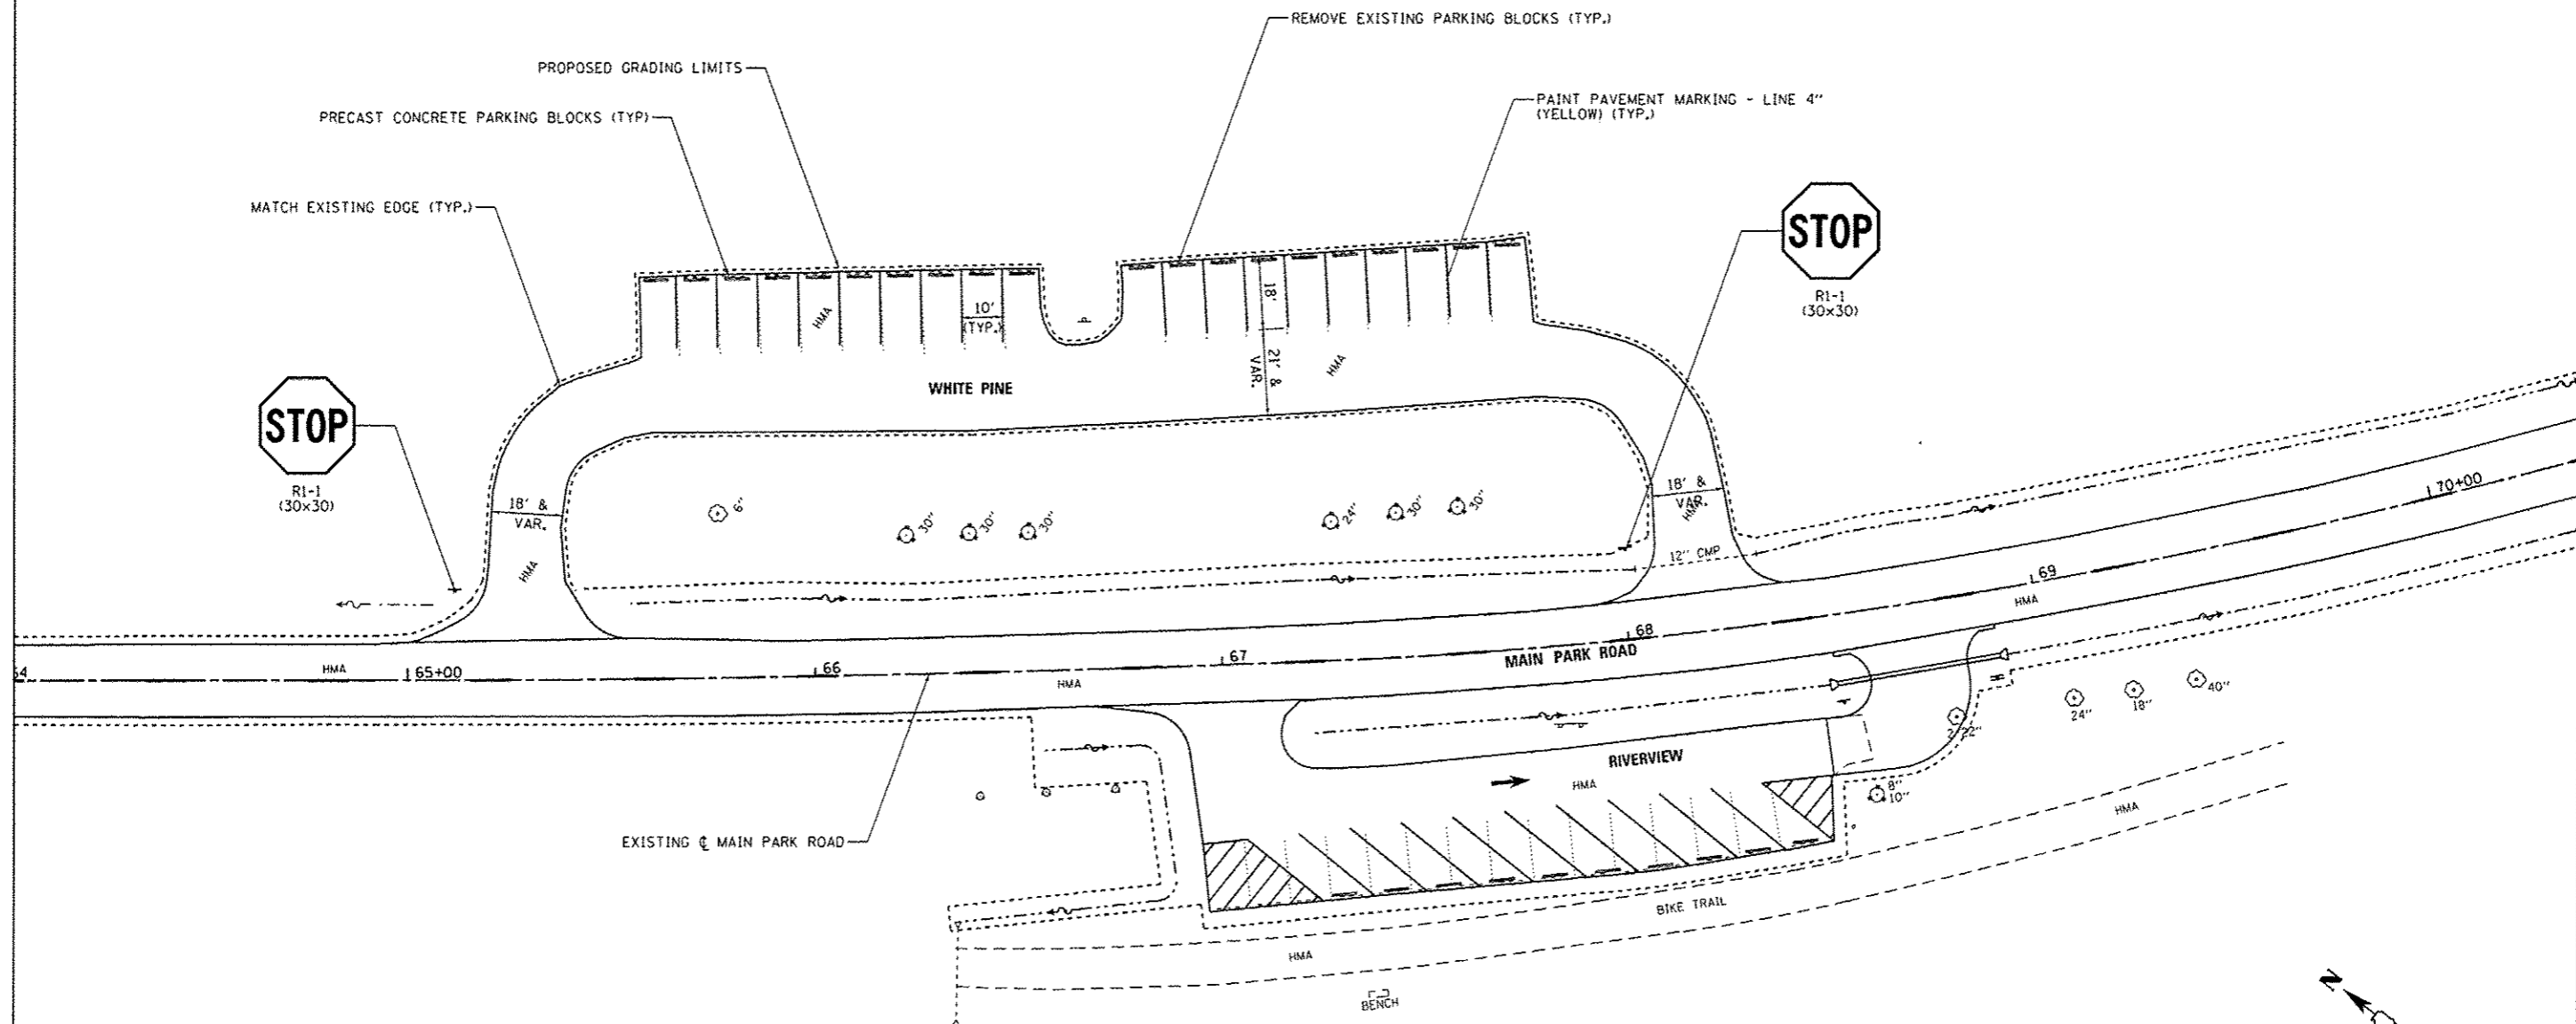 REMOVE EXISTING PARKING BLOCKS (TYP.)
PROPOSED GRADING LIMITS
PAINT PAVEMENT MARKING - LINE 4"
(YELLOW) (TYP.)
PRECAST CONCRETE PARKING BLOCKS (TYP)
MATCH EXISTING EDGE (TYP.)
STOP
R1-1
(30x30)
HMA
10'
(TYP.)
18'
21' &
VAR.
HMA
WHITE PINE
STOP
R1-1
(30x30)
18' &
VAR.
HMA
6"
30"
30"
30"
24"
30"
30"
18' &
VAR.
HMA
12" CMP
70+00
69
HMA
68
MAIN PARK ROAD
67
HMA
66
65+00
HMA
64
40"
18"
24"
22"
RIVERVIEW
HMA
8"
10"
HMA
EXISTING ℄ MAIN PARK ROAD
BIKE TRAIL
HMA
BENCH
N